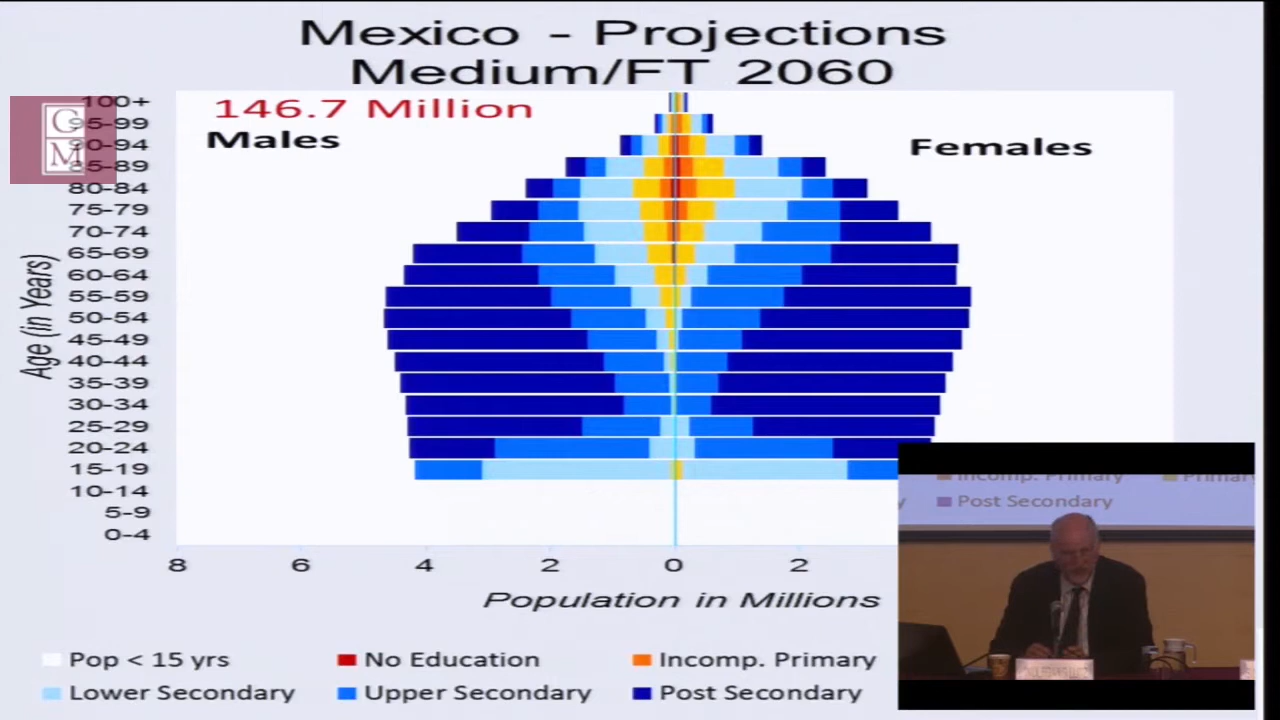 Mexico - Projections
Medium/FT 2060
146.7 Million
Males
Females
Age (in Years)
100+
95-99
90-94
85-89
80-84
75-79
70-74
65-69
60-64
55-59
50-54
45-49
40-44
35-39
30-34
25-29
20-24
15-19
10-14
5-9
0-4
8 6 4 2 0 2
Population in Millions
Pop < 15 yrs
No Education
Incomp. Primary
Lower Secondary
Upper Secondary
Post Secondary
C
M
Incomp. Primary
Post Secondary